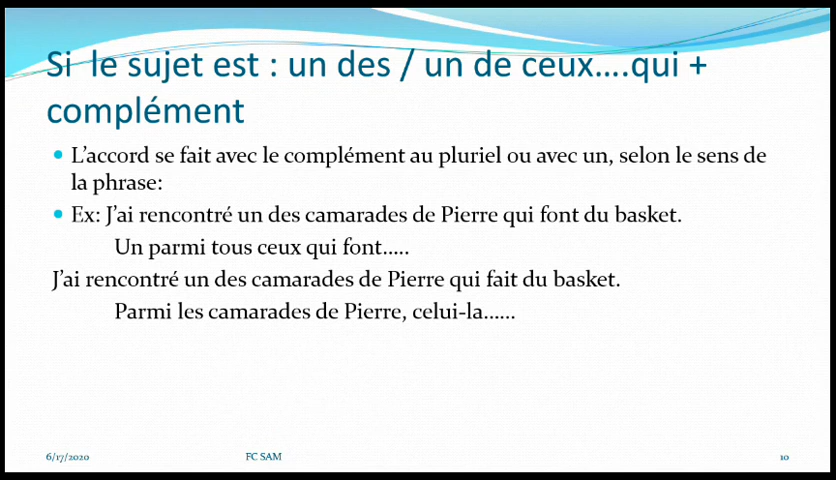 Si le sujet est : un des / un de ceux....qui +
complément
L'accord se fait avec le complément au pluriel ou avec un, selon le sens de
la phrase:
Ex: J'ai rencontré un des camarades de Pierre qui font du basket.
Un parmi tous ceux qui font.....
J'ai rencontré un des camarades de Pierre qui fait du basket.
Parmi les camarades de Pierre, celui-la......
6/17/2020 FC SAM 10